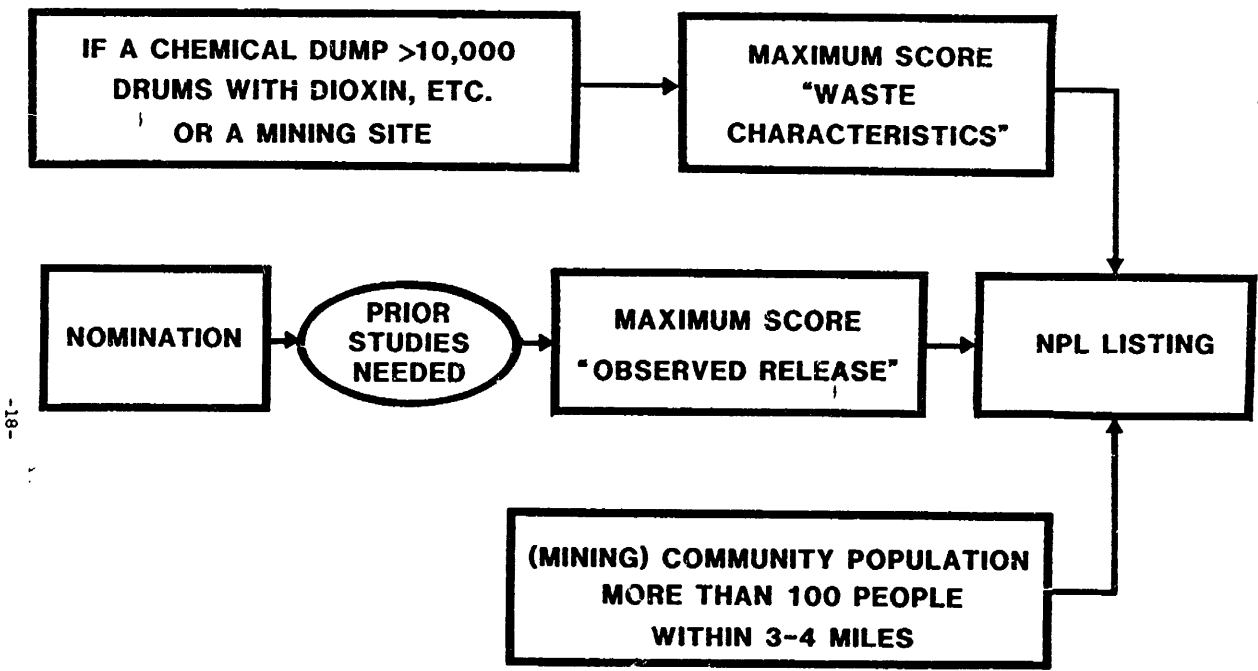 IF A CHEMICAL DUMP >10,000
DRUMS WITH DIOXIN, ETC.
OR A MINING SITE
MAXIMUM SCORE
"WASTE
CHARACTERISTICS"
NOMINATION
PRIOR
STUDIES
NEEDED
MAXIMUM SCORE
"OBSERVED RELEASE"
NPL LISTING
-18-
(MINING) COMMUNITY POPULATION
MORE THAN 100 PEOPLE
WITHIN 3-4 MILES